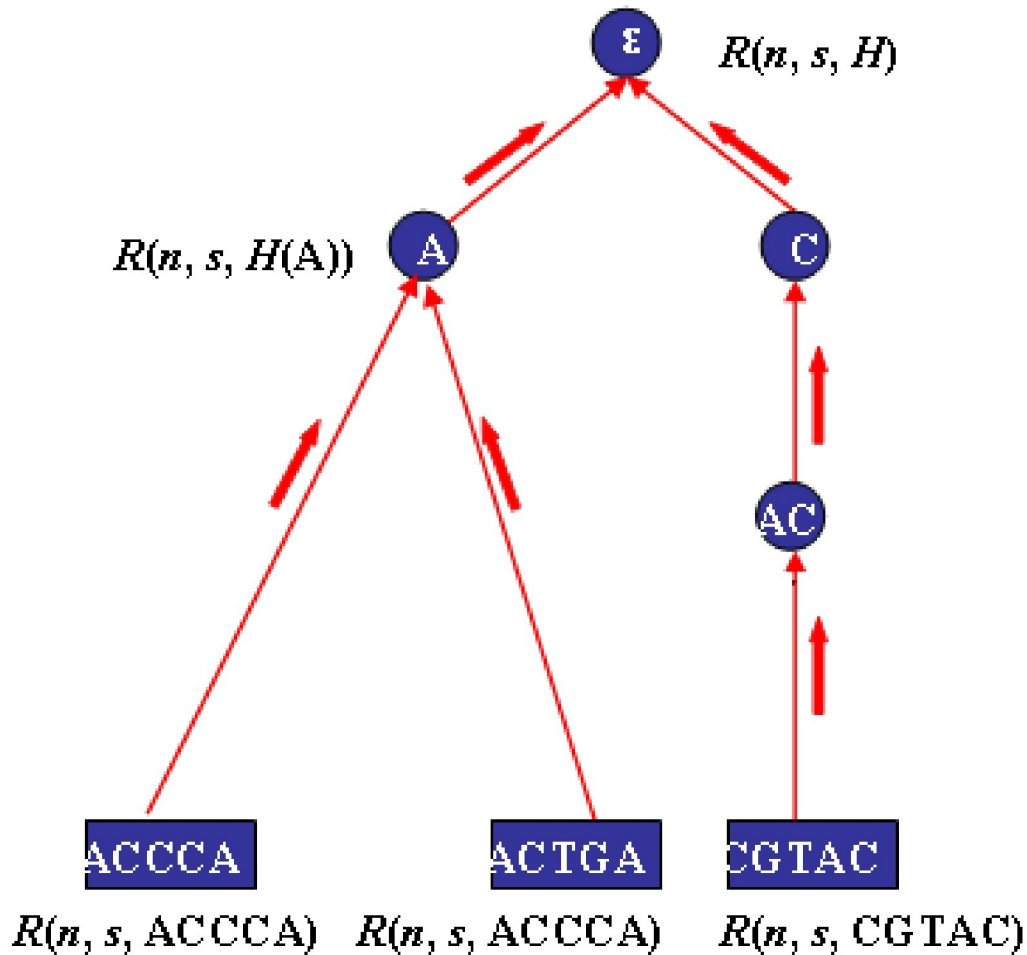 ε
R(n, s, H)
R(n, s, H(A))
A
C
AC
ACCCA
ACTGA
CGTAC
R(n, s, ACCCA)
R(n, s, ACCCA)
R(n, s, CGTAC)